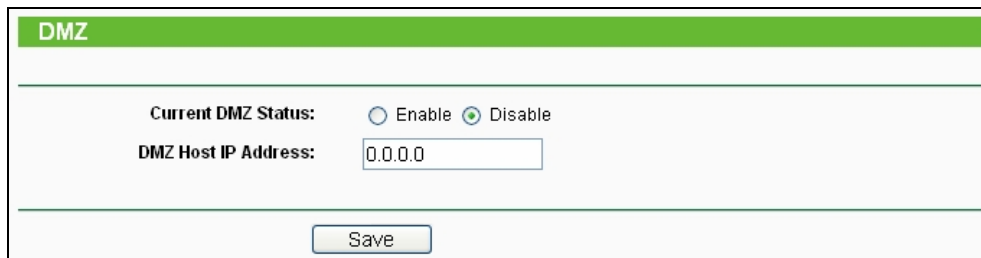 DMZ
Current DMZ Status: Enable Disable
DMZ Host IP Address: 0.0.0.0
Save